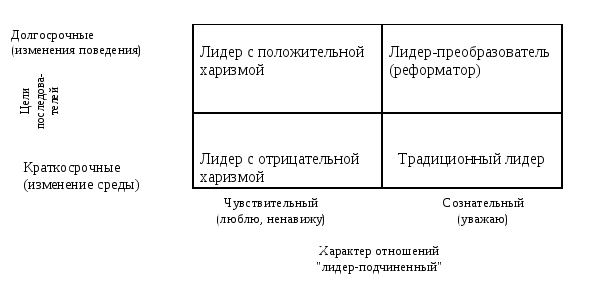 Долгосрочные
(изменения поведения)
Лидер с положительной
харизмой
Лидер-преобразователь
(реформатор)
Цели
последова-
телей
Краткосрочные
(изменение среды)
Лидер с отрицательной
харизмой
Традиционный лидер
Чувствительный
(люблю, ненавижу)
Сознательный
(уважаю)
Характер отношений
"лидер-подчиненный"